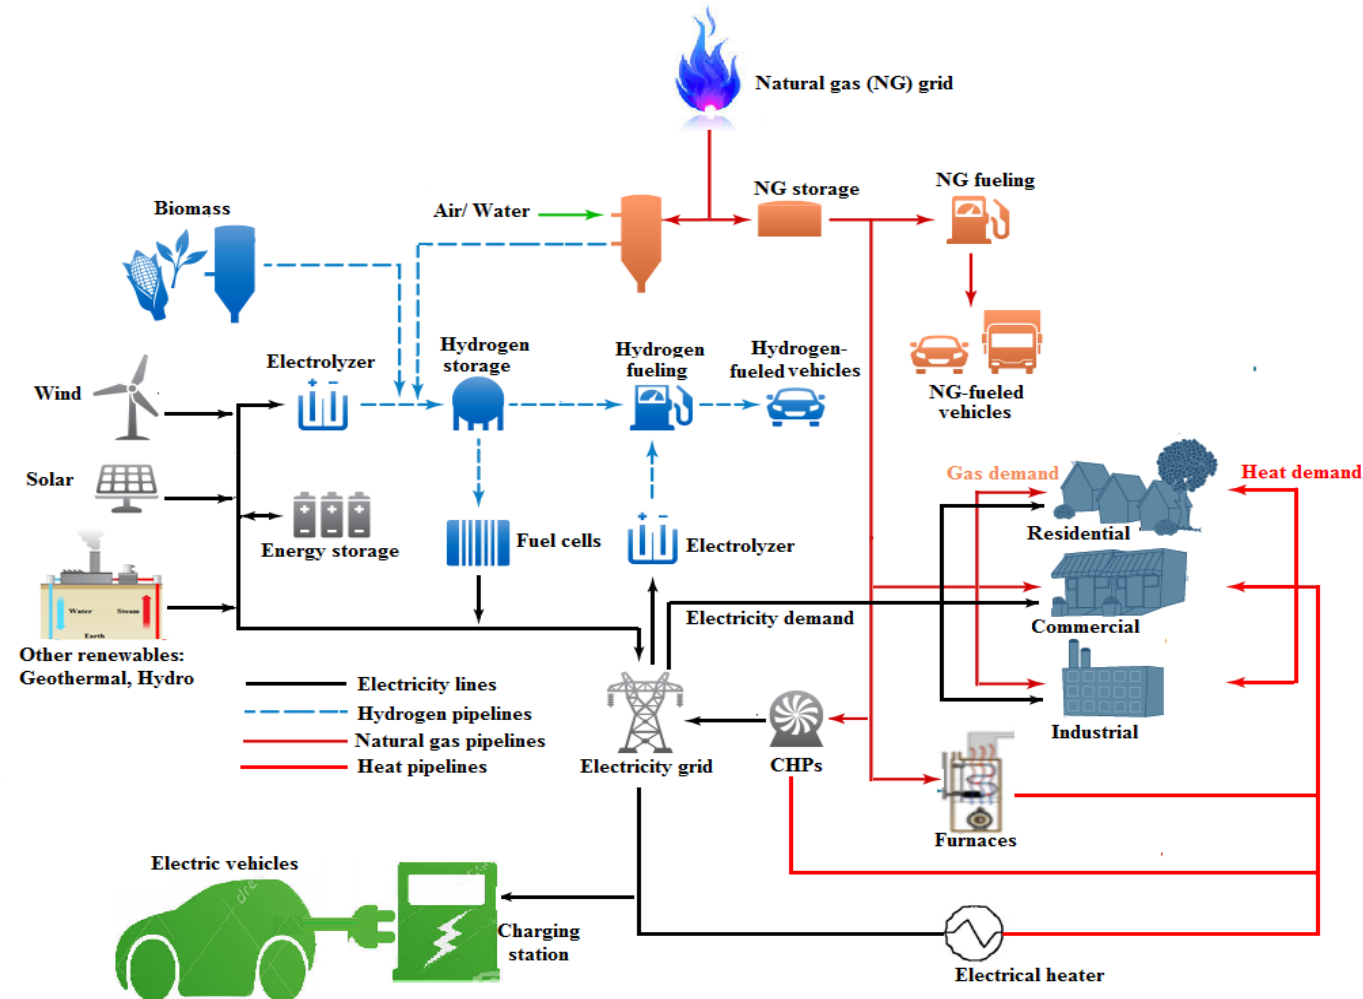 Natural gas (NG) grid
NG storage
NG fueling
Biomass
Air/ Water
Hydrogen
storage
Electrolyzer
Hydrogen
fueling
Hydrogen-
fueled vehicles
NG-fueled
vehicles
Wind
Solar
Gas demand
Heat demand
Energy storage
Fuel cells
Electrolyzer
Residential
Water
Steam
Earth
Electricity demand
Commercial
Other renewables:
Geothermal, Hydro
Electricity lines
Hydrogen pipelines
Natural gas pipelines
Heat pipelines
Electricity grid
CHPs
Industrial
Furnaces
Electric vehicles
Charging
station
Electrical heater